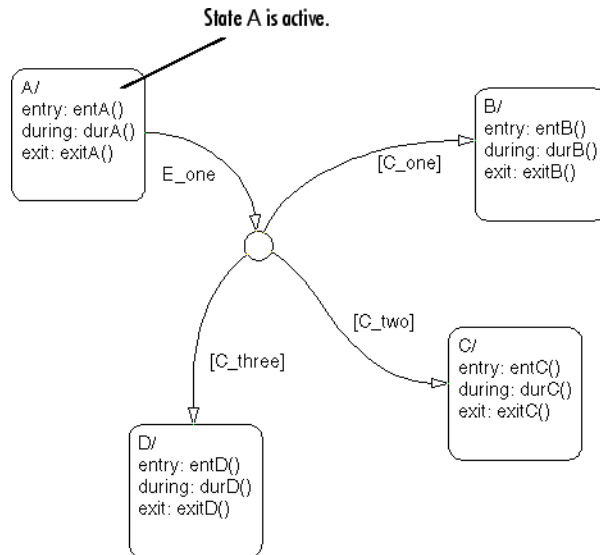 State A is active.
A/
entry: entA()
during: durA()
exit: exitA()
E_one
B/
entry: entB()
during: durB()
exit: exitB()
[C_one]
[C_two]
[C_three]
C/
entry: entC()
during: durC()
exit: exitC()
D/
entry: entD()
during: durD()
exit: exitD()